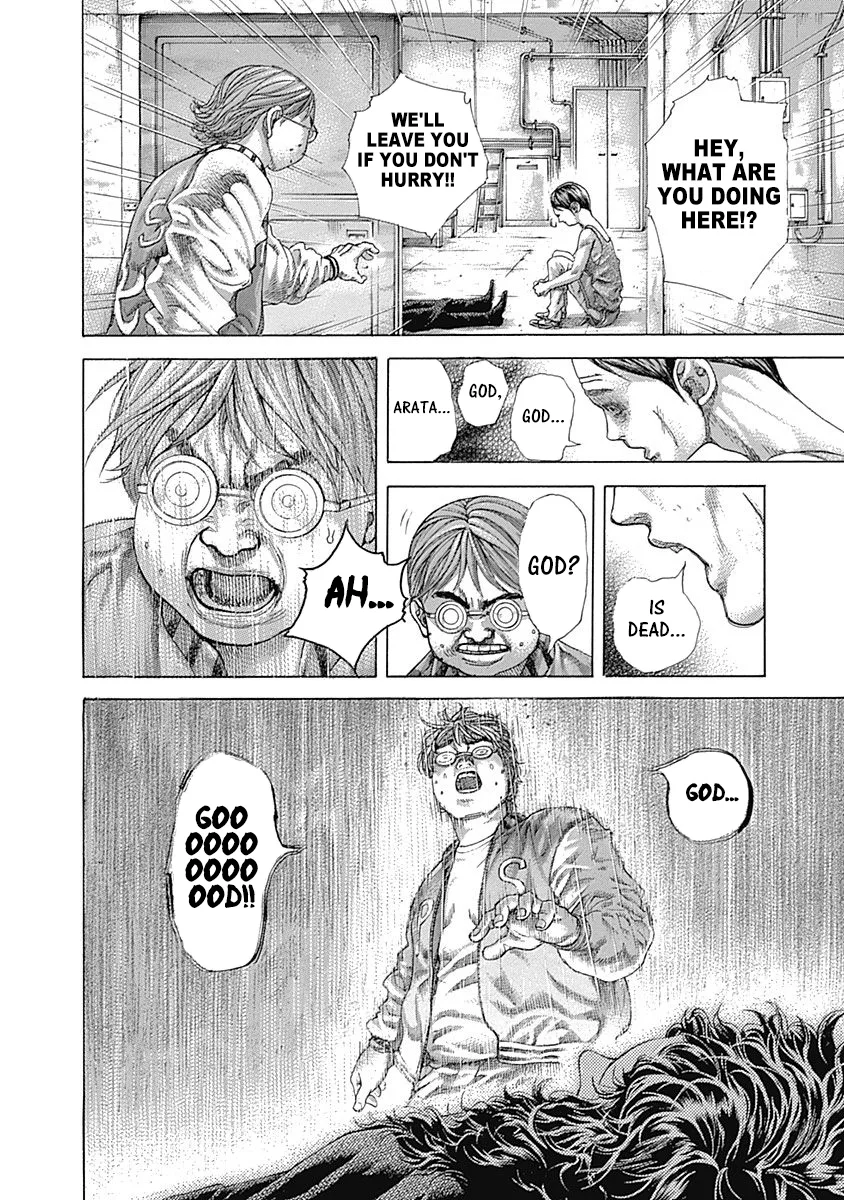 HEY,
WHAT ARE
YOU DOING
HERE!?
WE'LL
LEAVE YOU
IF YOU DON'T
HURRY!!
GOD...
GOD,
ARATA...
IS
DEAD...
GOD?
AH...
GOD...
GOO
OOOO
OOOO
OOD!!
S